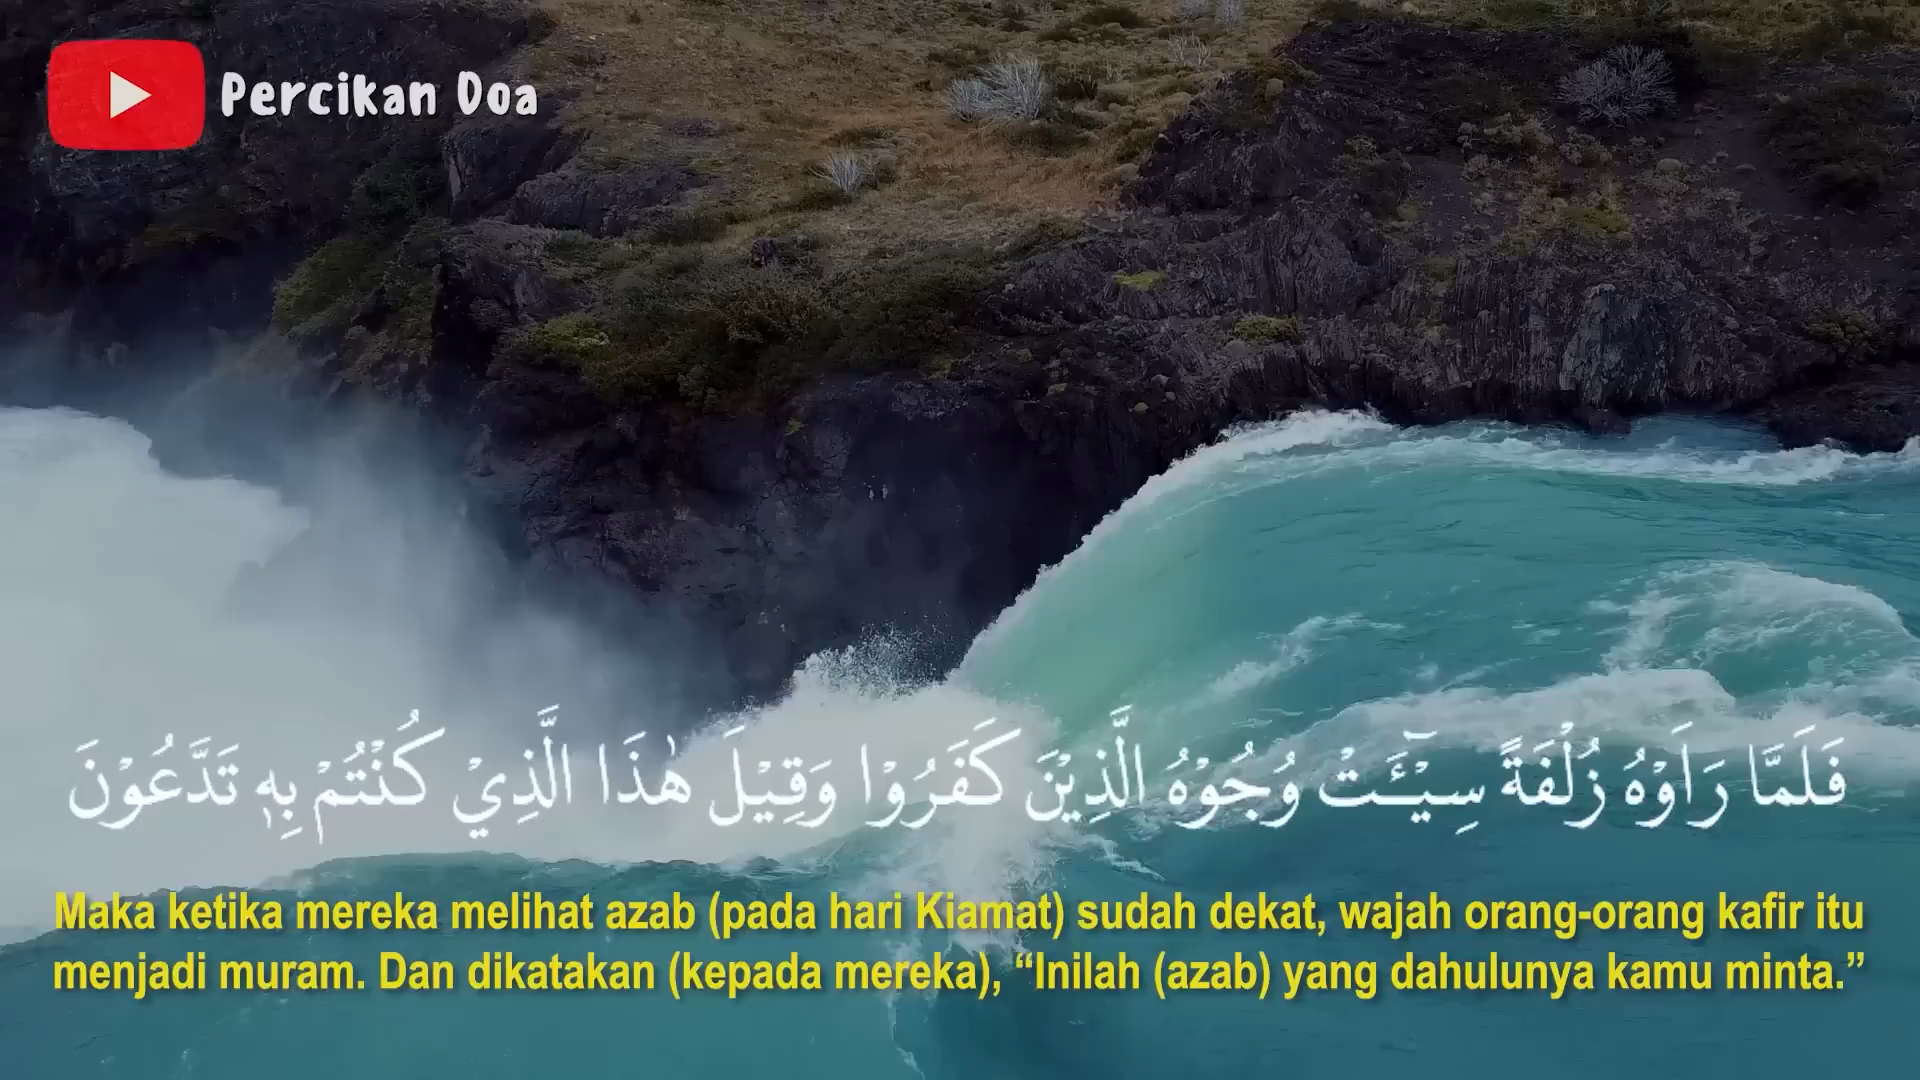 Percikan Doa
فَلَمَّا رَاَوْهُ زُلْفَةً سِيْۤـَٔتْ وُجُوْهُ الَّذِيْنَ كَفَرُوْا وَقِيْلَ هٰذَا الَّذِيْ كُنْتُمْ بِهٖ تَدَّعُوْنَ
Maka ketika mereka melihat azab (pada hari Kiamat) sudah dekat, wajah orang-orang kafir itu
menjadi muram. Dan dikatakan (kepada mereka), “Inilah (azab) yang dahulunya kamu minta.”